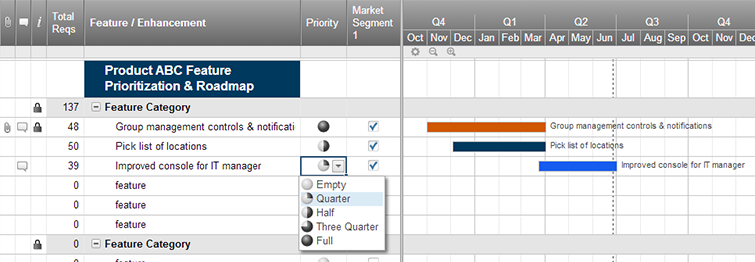 Total
Reqs
Feature / Enhancement
Priority
Market
Segment
1
Q4 Q1 Q2 Q3 Q4
Oct Nov Dec Jan Feb Mar Apr May Jun Jul Aug Sep Oct Nov Dec
Product ABC Feature
Prioritization & Roadmap
137 Feature Category
48 Group management controls & notificati Group management controls & notifications
50 Pick list of locations Pick list of locations
39 Improved console for IT manager Improved console for IT manager
0 feature
Empty
Quarter
0 feature
Half
0 feature
Three Quarter
Full
0 Feature Category
0 feature